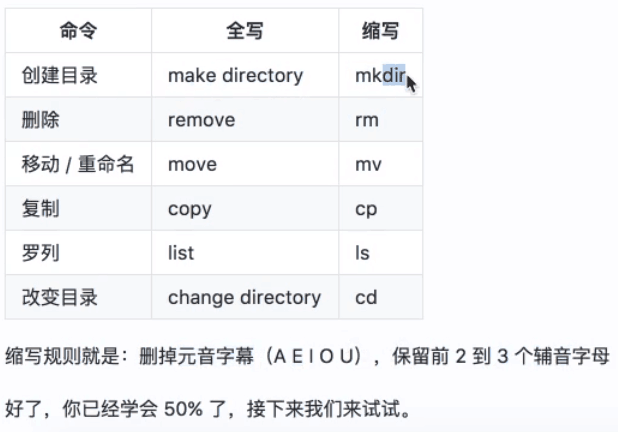 命令 全写 缩写
创建目录 make directory mkdir
删除 remove rm
移动 / 重命名 move mv
复制 copy cp
罗列 list ls
改变目录 change directory cd
缩写规则就是：删掉元音字幕（A E I O U），保留前 2 到 3 个辅音字母
好了，你已经学会 50% 了，接下来我们来试试。